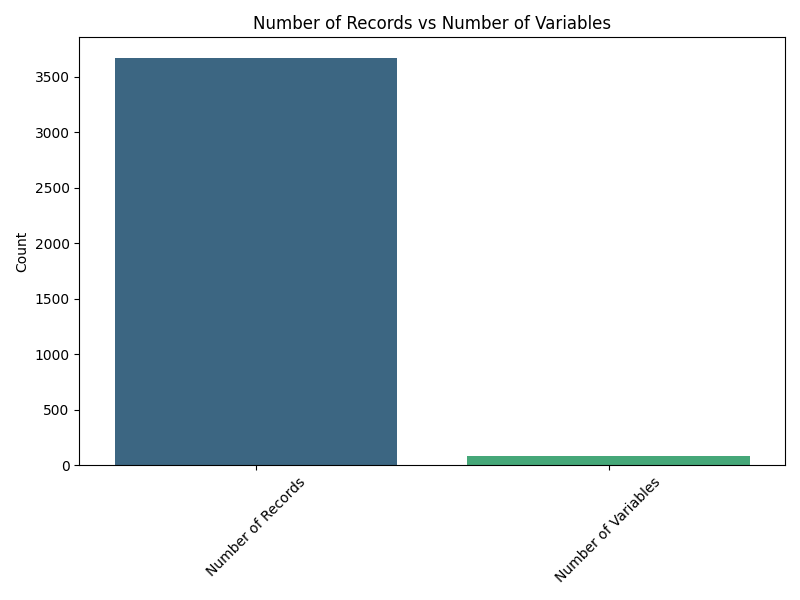 Number of Records vs Number of Variables
Count
3500
3000
2500
2000
1500
1000
500
0
Number of Records
Number of Variables